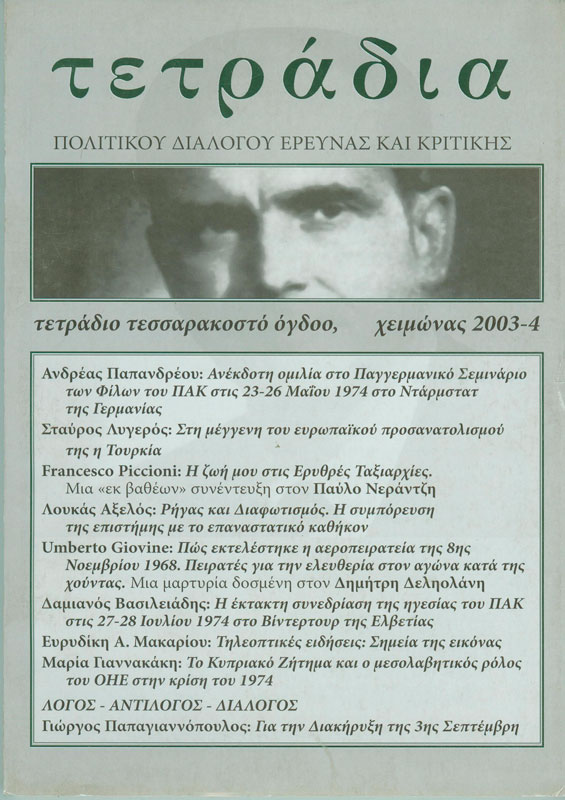 τετράδια
ΠΟΛΙΤΙΚΟΥ ΔΙΑΛΟΓΟΥ ΕΡΕΥΝΑΣ ΚΑΙ ΚΡΙΤΙΚΗΣ
τετράδιο τεσσαρακοστό όγδοο, χειμώνας 2003-4
Ανδρέας Παπανδρέου: Ανέκδοτη ομιλία στο Παγγερμανικό Σεμινάριο
των Φίλων του ΠΑΚ στις 23-26 Μαΐου 1974 στο Ντάρμστατ
της Γερμανίας
Σταύρος Λυγερός: Στη μέγγενη του ευρωπαϊκού προσανατολισμού
της η Τουρκία
Francesco Piccioni: Η ζωή μου στις Ερυθρές Ταξιαρχίες.
Μια «εκ βαθέων» συνέντευξη στον Παύλο Νεράντζη
Λουκάς Αξελός: Ρήγας και Διαφωτισμός. Η συμπόρευση
της επιστήμης με το επαναστατικό καθήκον
Umberto Giovine: Πώς εκτελέστηκε η αεροπειρατεία της 8ης
Νοεμβρίου 1968. Πειρατές για την ελευθερία στον αγώνα κατά της
χούντας. Μια μαρτυρία δοσμένη στον Δημήτρη Δεληολάνη
Δαμιανός Βασιλειάδης: Η έκτακτη συνεδρίαση της ηγεσίας του ΠΑΚ
στις 27-28 Ιουλίου 1974 στο Βίντερτουρ της Ελβετίας
Ευρυδίκη Α. Μακαρίου: Τηλεοπτικές ειδήσεις: Σημεία της εικόνας
Μαρία Γιαννακάκη: Το Κυπριακό Ζήτημα και ο μεσολαβητικός ρόλος
του ΟΗΕ στην κρίση του 1974
ΛΟΓΟΣ - ΑΝΤΙΛΟΓΟΣ - ΔΙΑΛΟΓΟΣ
Γιώργος Παπαγιαννόπουλος: Για την Διακήρυξη της 3ης Σεπτέμβρη